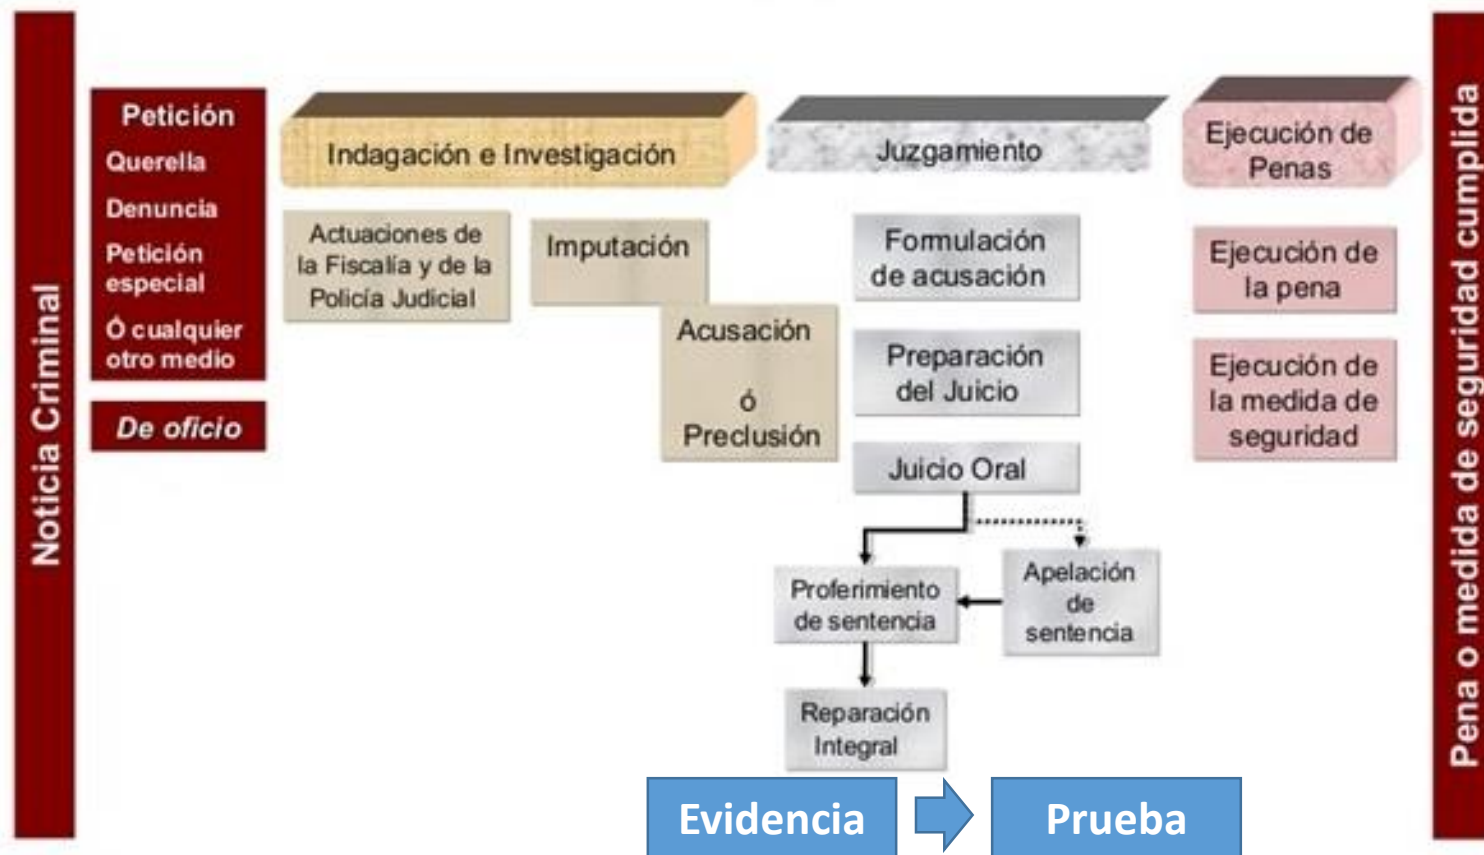 Noticia Criminal
Petición
Querella
Denuncia
Petición
especial
Ó cualquier
otro medio
De oficio
Indagación e Investigación
Actuaciones de
la Fiscalía y de la
Policía Judicial
Imputación
Acusación
ó
Preclusión
Juzgamiento
Formulación
de acusación
Preparación
del Juicio
Juicio Oral
Proferimiento
de sentencia
Apelación
de
sentencia
Reparación
Integral
Ejecución de
Penas
Ejecución de
la pena
Ejecución de
la medida de
seguridad
Pena o medida de seguridad cumplida
Evidencia
Prueba